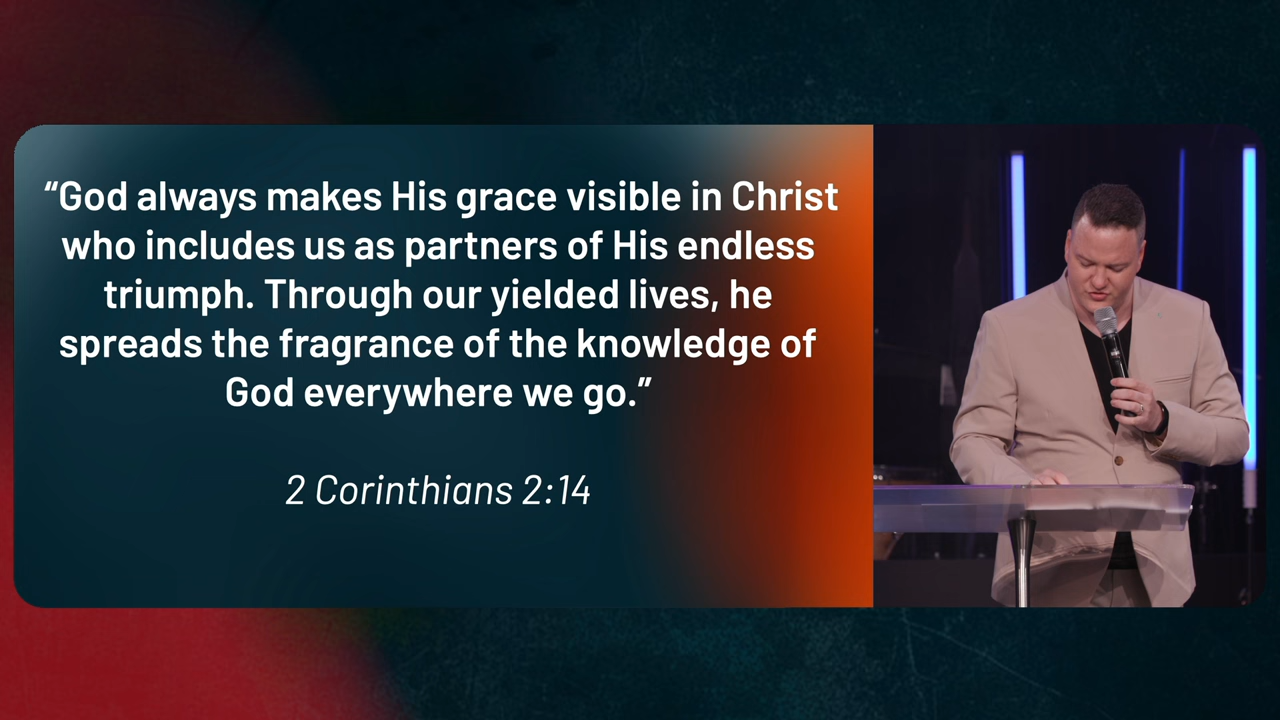 “God always makes His grace visible in Christ
who includes us as partners of His endless
triumph. Through our yielded lives, he
spreads the fragrance of the knowledge of
God everywhere we go.”
2 Corinthians 2:14